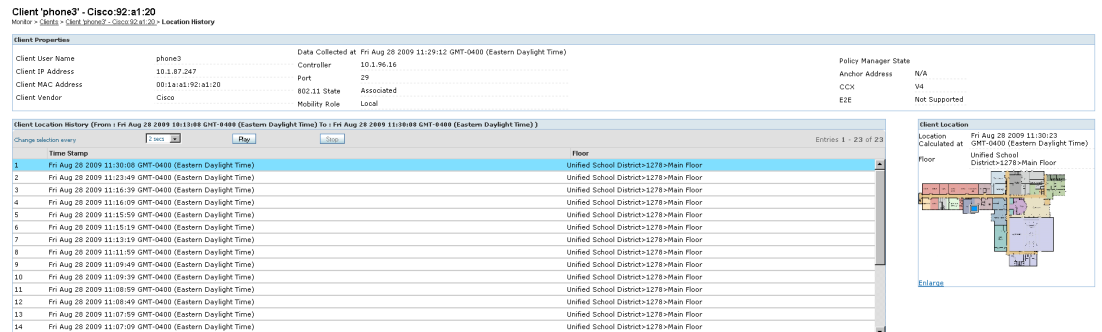 Client 'phone3' - Cisco:92:a1:20
Monitor > Clients > Client 'phone3' - Cisco:92:a1:20 > Location History
Client Properties
Client User Name phone3
Client IP Address 10.1.87.247
Client MAC Address 00:1a:a1:92:a1:20
Client Vendor Cisco
Data Collected at Fri Aug 28 2009 11:29:12 GMT-0400 (Eastern Daylight Time)
Controller 10.1.96.16
Port 29
802.11 State Associated
Mobility Role Local
Policy Manager State
Anchor Address N/A
CCX V4
E2E Not Supported
Client Location History (From : Fri Aug 28 2009 10:13:08 GMT-0400 (Eastern Daylight Time) To : Fri Aug 28 2009 11:30:08 GMT-0400 (Eastern Daylight Time) )
Change selection every 2 secs Play Stop Entries 1 - 23 of 23
Time Stamp Floor
1 Fri Aug 28 2009 11:30:08 GMT-0400 (Eastern Daylight Time) Unified School District>1278>Main Floor
2 Fri Aug 28 2009 11:23:49 GMT-0400 (Eastern Daylight Time) Unified School District>1278>Main Floor
3 Fri Aug 28 2009 11:16:39 GMT-0400 (Eastern Daylight Time) Unified School District>1278>Main Floor
4 Fri Aug 28 2009 11:16:09 GMT-0400 (Eastern Daylight Time) Unified School District>1278>Main Floor
5 Fri Aug 28 2009 11:15:59 GMT-0400 (Eastern Daylight Time) Unified School District>1278>Main Floor
6 Fri Aug 28 2009 11:15:19 GMT-0400 (Eastern Daylight Time) Unified School District>1278>Main Floor
7 Fri Aug 28 2009 11:13:19 GMT-0400 (Eastern Daylight Time) Unified School District>1278>Main Floor
8 Fri Aug 28 2009 11:11:59 GMT-0400 (Eastern Daylight Time) Unified School District>1278>Main Floor
9 Fri Aug 28 2009 11:09:49 GMT-0400 (Eastern Daylight Time) Unified School District>1278>Main Floor
10 Fri Aug 28 2009 11:09:39 GMT-0400 (Eastern Daylight Time) Unified School District>1278>Main Floor
11 Fri Aug 28 2009 11:08:59 GMT-0400 (Eastern Daylight Time) Unified School District>1278>Main Floor
12 Fri Aug 28 2009 11:08:49 GMT-0400 (Eastern Daylight Time) Unified School District>1278>Main Floor
13 Fri Aug 28 2009 11:07:59 GMT-0400 (Eastern Daylight Time) Unified School District>1278>Main Floor
14 Fri Aug 28 2009 11:07:09 GMT-0400 (Eastern Daylight Time) Unified School District>1278>Main Floor
Client Location
Location Calculated at Fri Aug 28 2009 11:30:23 GMT-0400 (Eastern Daylight Time)
Floor Unified School District>1278>Main Floor
Enlarge